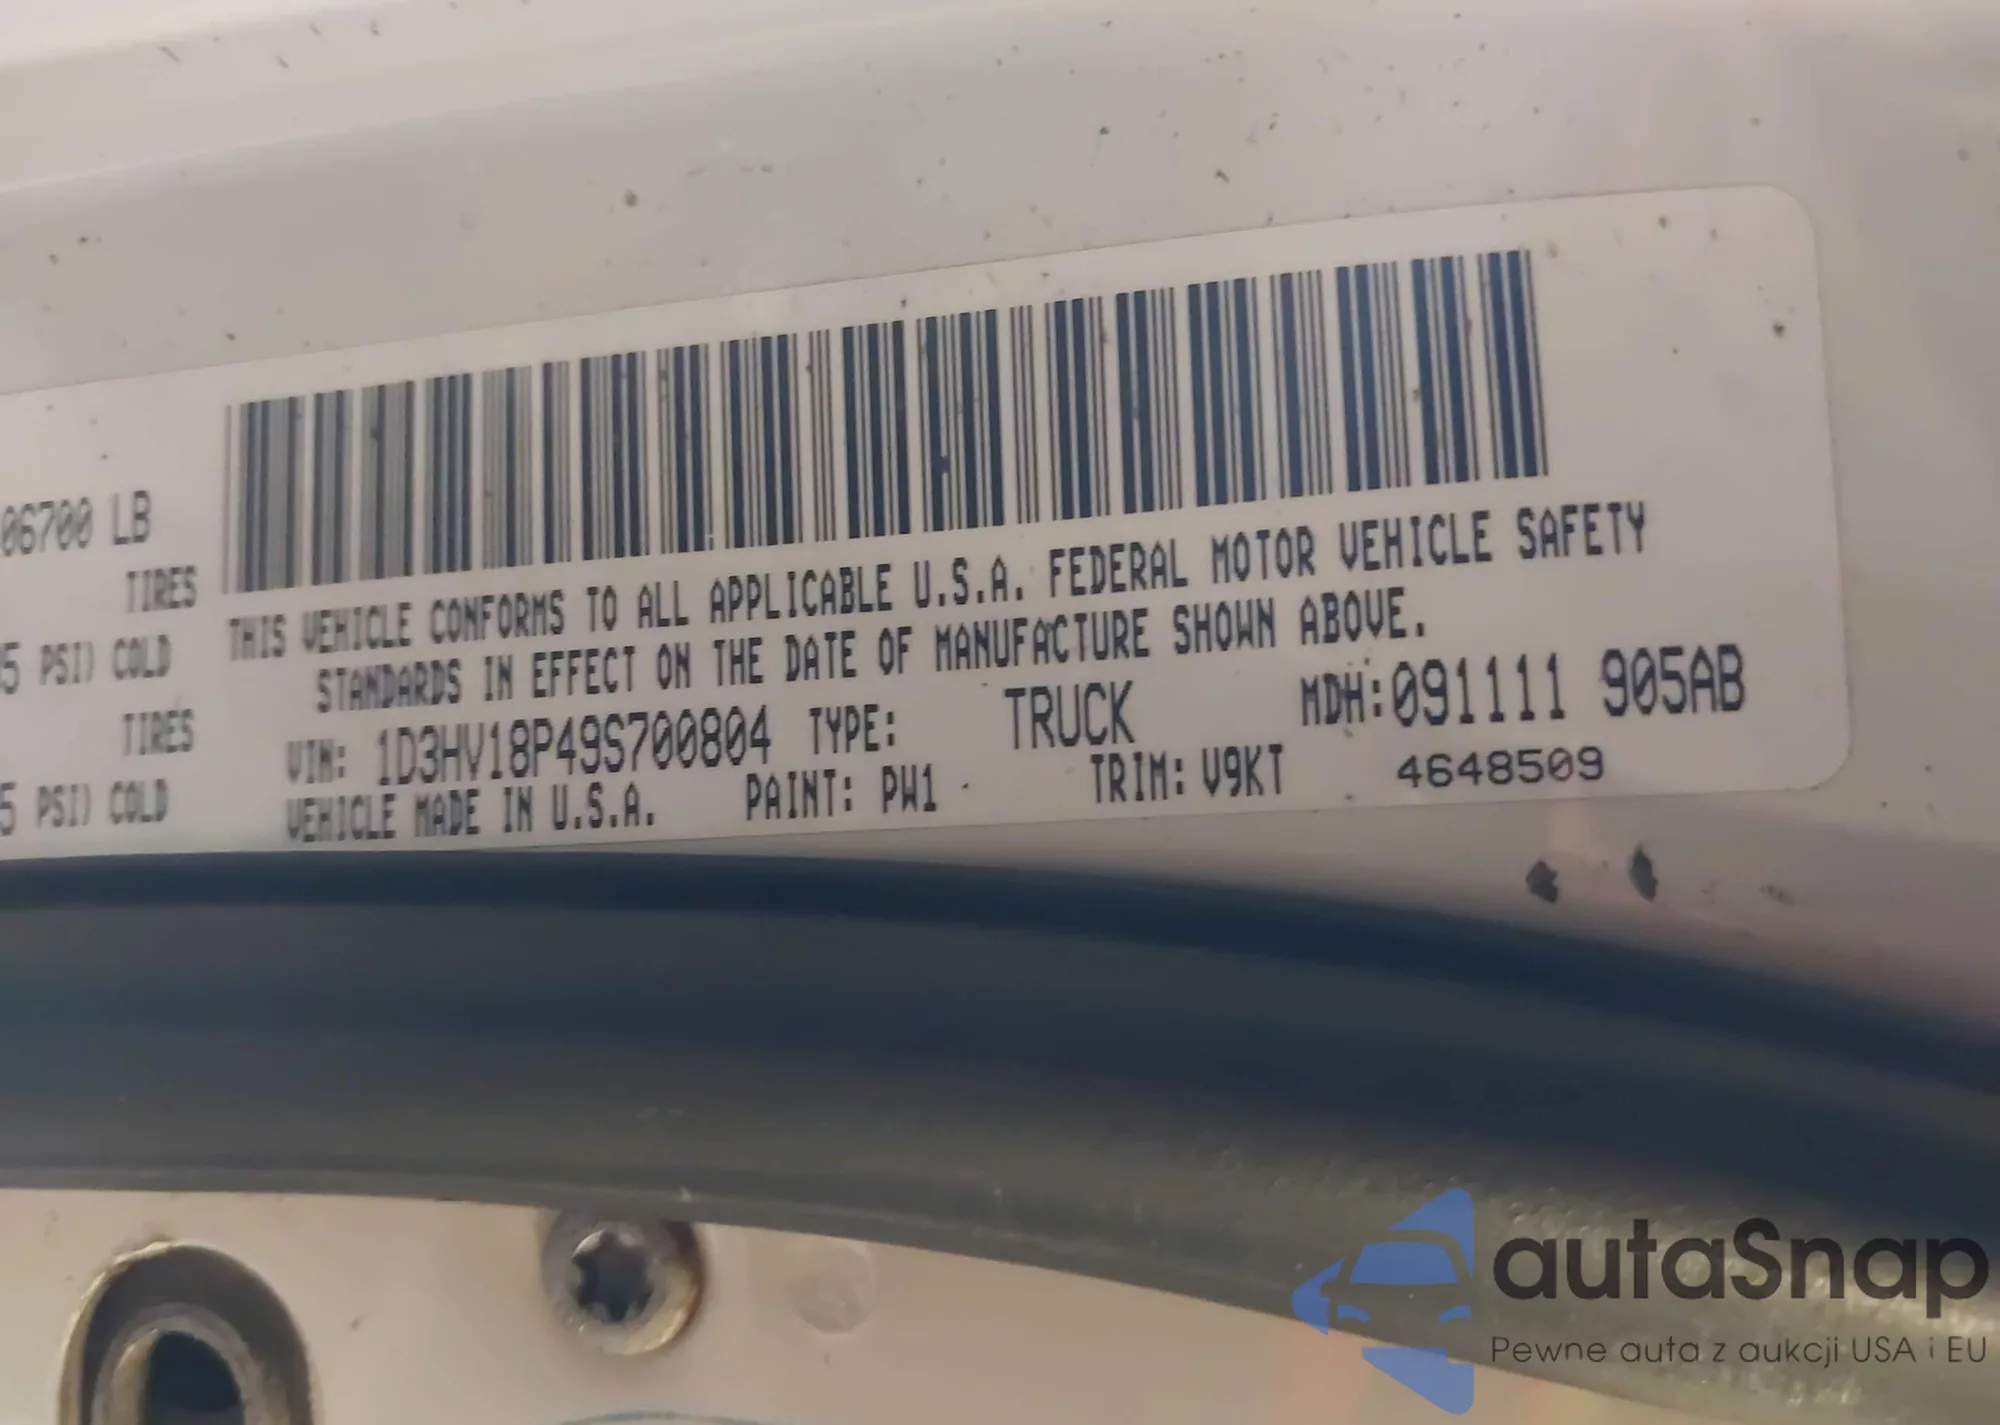 06700 LB
TIRES
5 PSI) COLD
TIRES
5 PSI) COLD
THIS VEHICLE CONFORMS TO ALL APPLICABLE U.S.A. FEDERAL MOTOR VEHICLE SAFETY
STANDARDS IN EFFECT ON THE DATE OF MANUFACTURE SHOWN ABOVE.
VIN: 1D3HV18P49S700804 TYPE: TRUCK MDH: 091111 905AB
VEHICLE MADE IN U.S.A. PAINT: PW1 TRIM: V9KT 4648509
autaSnap
Pewne auta z aukcji USA i EU